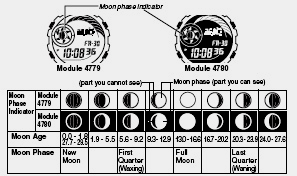 Moon phase indicator
FR-30
10:08 36
FR-30
10:08 36
Module 4779
Module 4780
(part you cannot see)
Moon phase (part you can see)
Moon Phase Indicator
Module 4779
Module 4780
Moon Age
0.0 - 1.8
27.7 - 29.5
1.9 - 5.5
5.6 - 9.2
9.3- 12.9
13.0-16.6
16.7-20.2
20.3-23.9
24.0-27.6
Moon Phase
New Moon
First Quarter (Waxing)
Full Moon
Last Quarter (Waning)